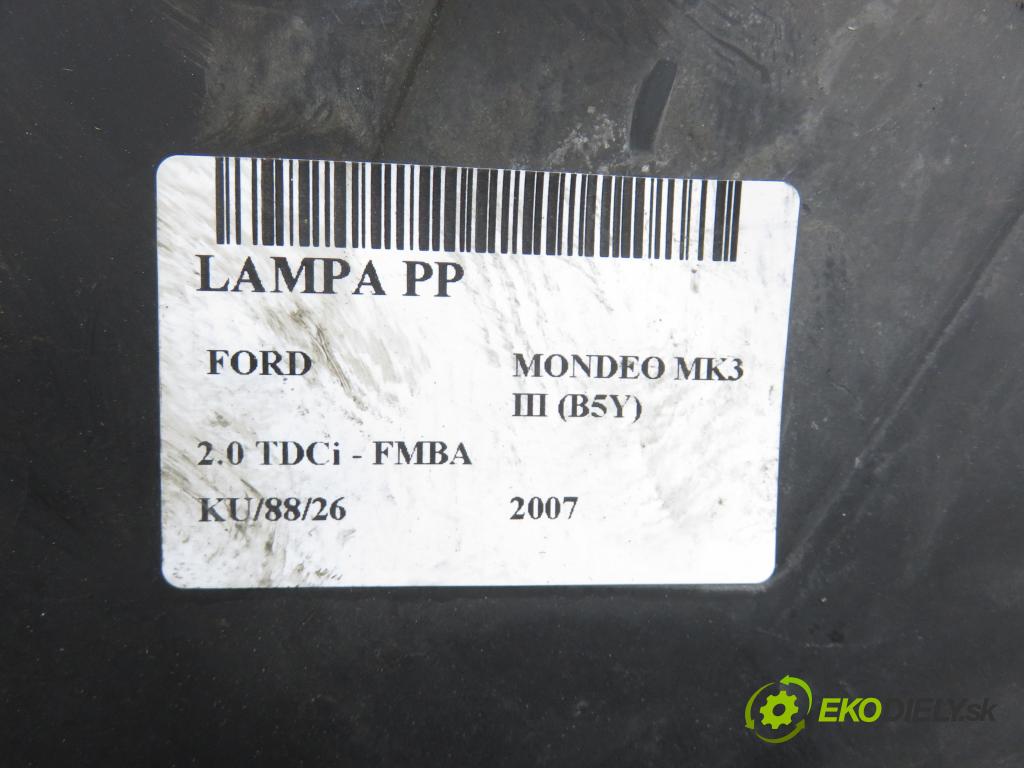 LAMPA PP
FORD
MONDEO MK3
III (B5Y)
2.0 TDCi - FMBA
KU/88/26
2007
EKODIELY.sk